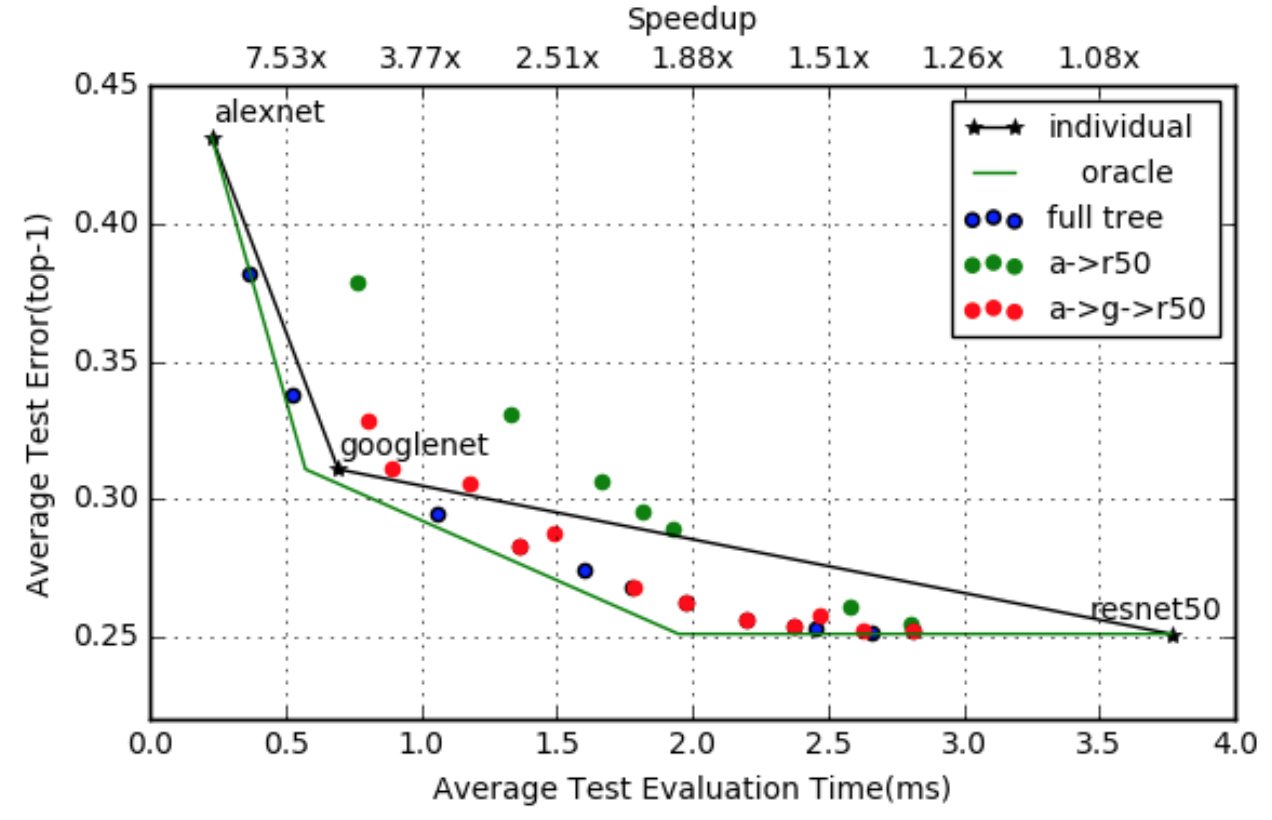 Speedup
7.53x 3.77x 2.51x 1.88x 1.51x 1.26x 1.08x
0.45
alexnet
individual
oracle
full tree
a->r50
a->g->r50
0.40
0.35
googlenet
0.30
resnet50
0.25
Average Test Error(top-1)
0.0 0.5 1.0 1.5 2.0 2.5 3.0 3.5 4.0
Average Test Evaluation Time(ms)